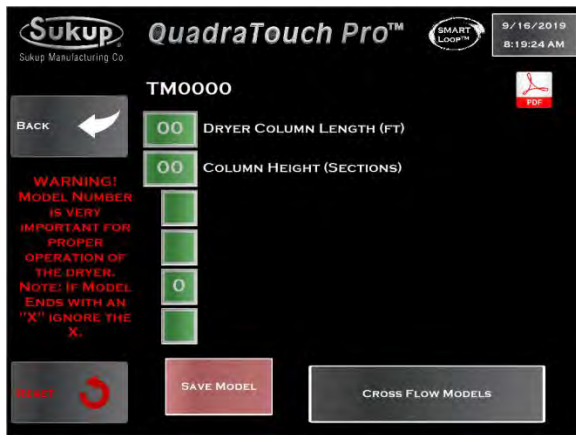 Sukup
Sukup Manufacturing Co
QuadraTouch Pro™
SMART
LOOP™
9/16/2019
8:19:24 AM
TM0000
PDF
BACK
00 DRYER COLUMN LENGTH (FT)
00 COLUMN HEIGHT (SECTIONS)
WARNING!
MODEL NUMBER
IS VERY
IMPORTANT FOR
PROPER
OPERATION OF
THE DRYER.
NOTE: IF MODEL
ENDS WITH AN
"X" IGNORE THE
X.
0
RESET
SAVE MODEL
CROSS FLOW MODELS